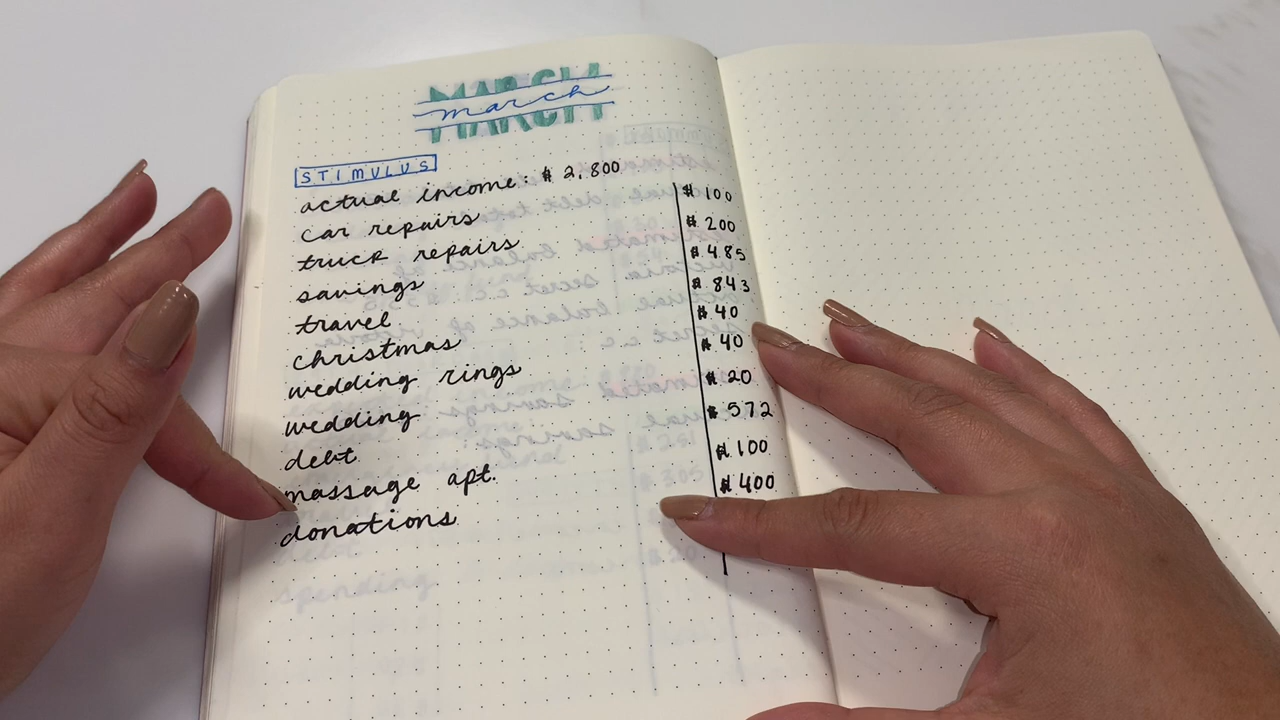 MARCH
march
STIMULUS
actual income: $ 2,800
car repairs $ 100
truck repairs $ 200
savings $ 485
travel $ 843
christmas $ 40
wedding rings $ 40
wedding $ 20
debt $ 572
massage apt. $ 100
donations $ 400